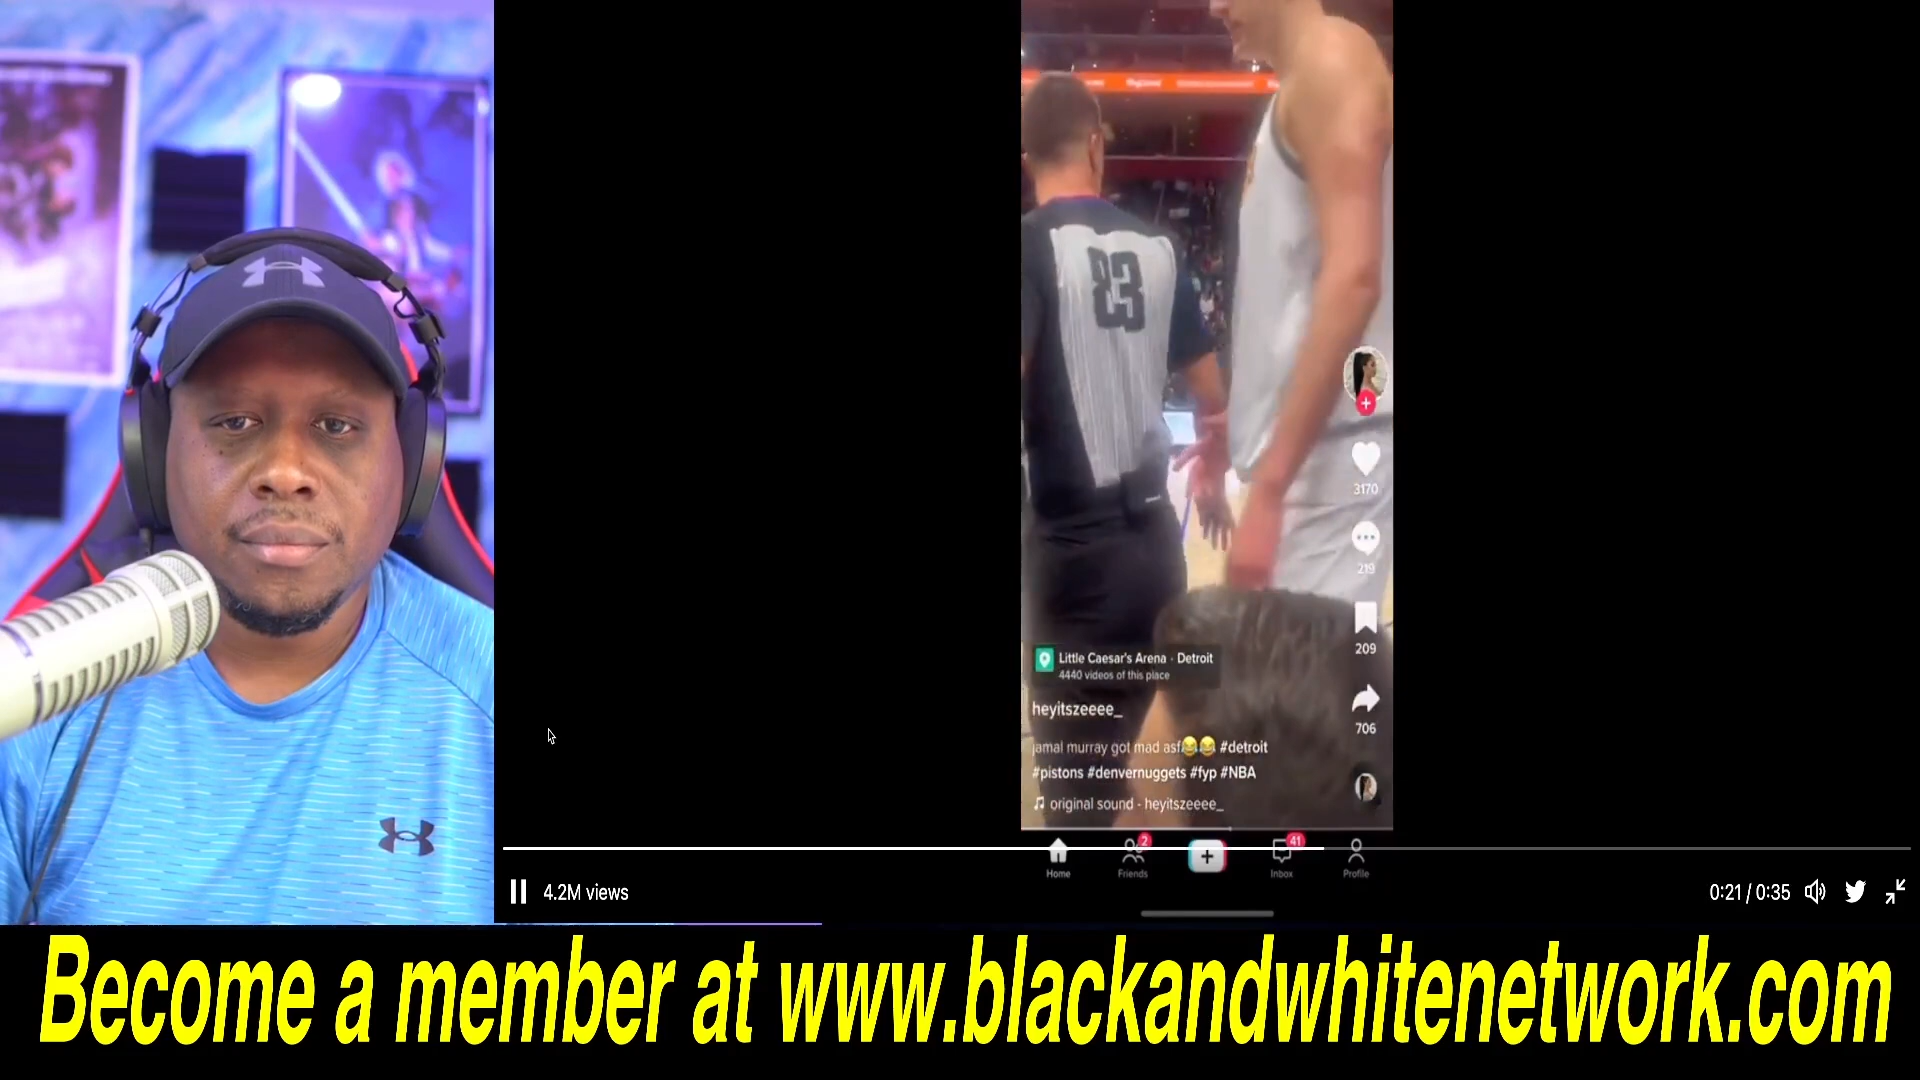 83
3170
219
209
706
Little Caesar's Arena · Detroit
4440 videos of this place
heyitszeeee_
jamal murray got mad asf😂😂 #detroit
#pistons #denvernuggets #fyp #NBA
original sound - heyitszeeee_
2
41
Home
Friends
Inbox
Profile
4.2M views
0:21 / 0:35
Become a member at www.blackandwhitenetwork.com